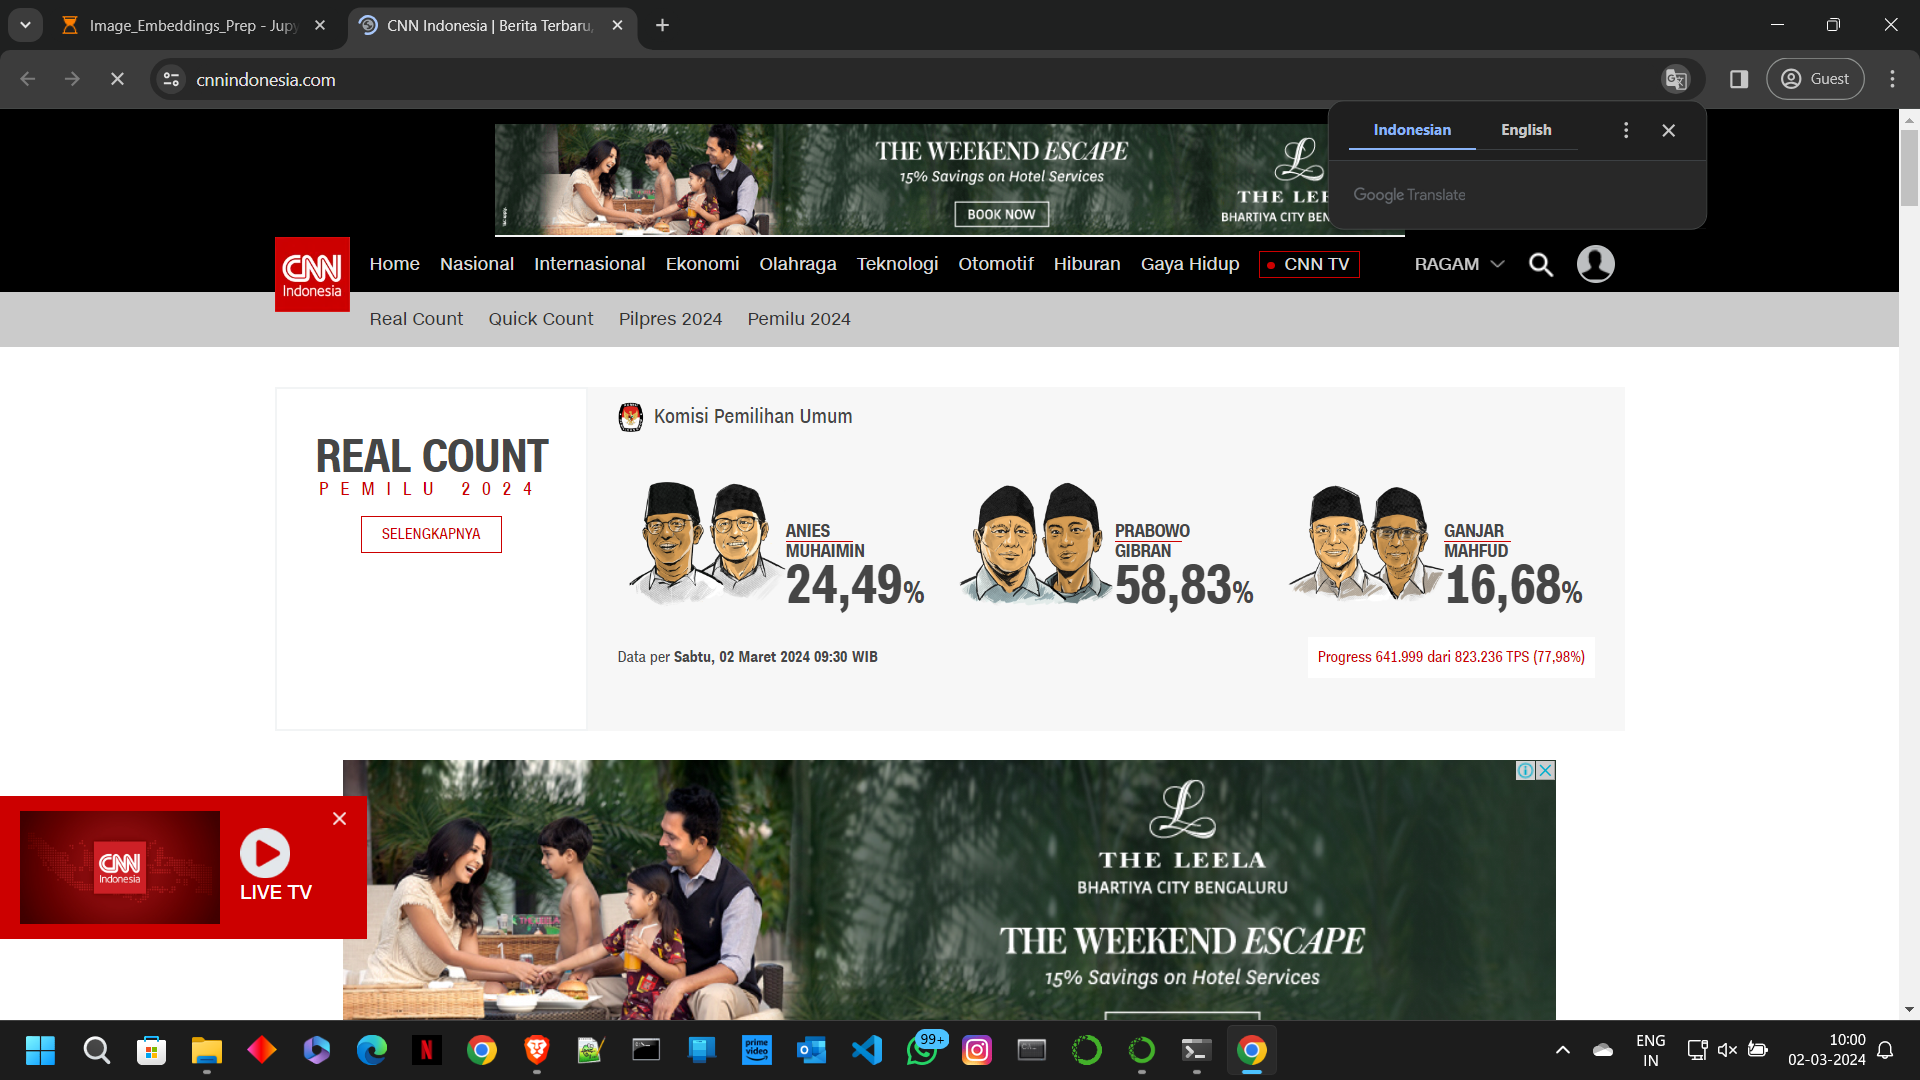 Image_Embeddings_Prep - Jupy
CNN Indonesia | Berita Terbaru,
cnnindonesia.com
Guest
Indonesian English
Google Translate
THE WEEKEND ESCAPE
15% Savings on Hotel Services
BOOK NOW
THE LEE
BHARTIYA CITY BEN
CNN
Indonesia
Home Nasional Internasional Ekonomi Olahraga Teknologi Otomotif Hiburan Gaya Hidup CNN TV RAGAM
Real Count Quick Count Pilpres 2024 Pemilu 2024
REAL COUNT
PEMILU 2024
SELENGKAPNYA
Komisi Pemilihan Umum
ANIES
MUHAIMIN
24,49%
PRABOWO
GIBRAN
58,83%
GANJAR
MAHFUD
16,68%
Data per Sabtu, 02 Maret 2024 09:30 WIB
Progress 641.999 dari 823.236 TPS (77,98%)
CNN
Indonesia
LIVE TV
THE LEELA
BHARTIYA CITY BENGALURU
THE WEEKEND ESCAPE
15% Savings on Hotel Services
N
prime
video
99+
ENG
IN
10:00
02-03-2024